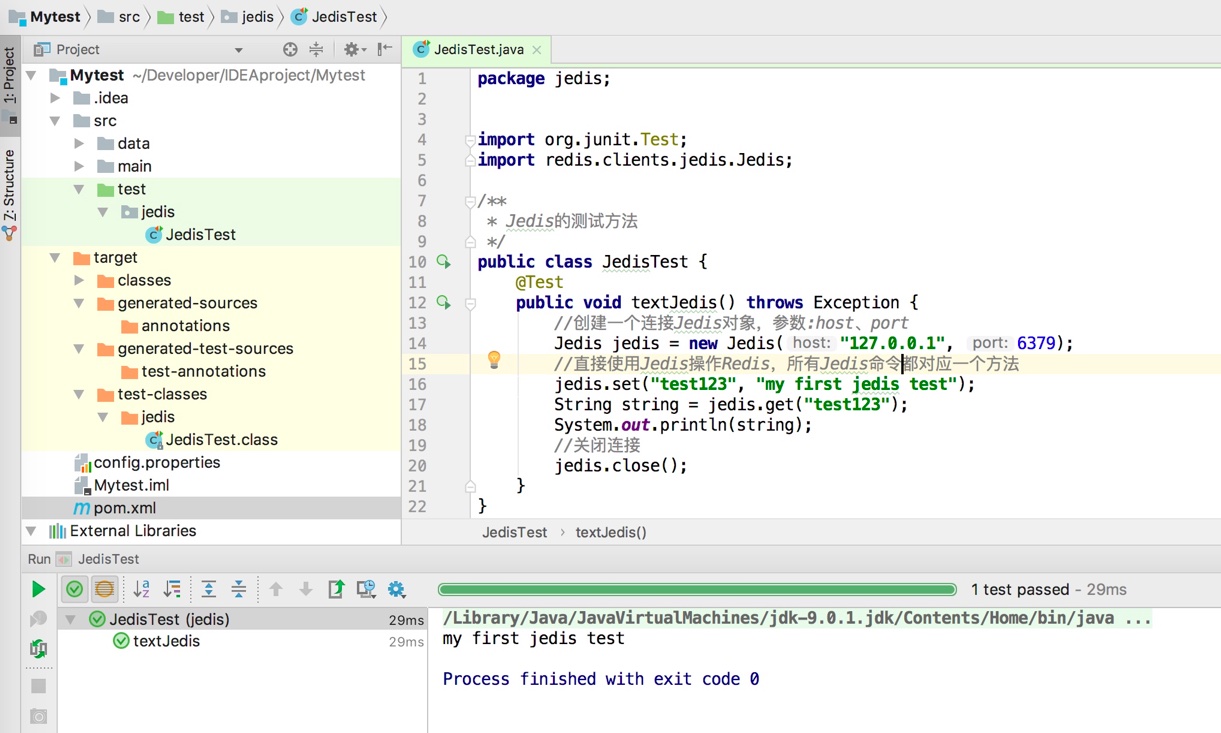 Mytest src test jedis JedisTest
1: Project
Z: Structure
Project
Mytest ~/Developer/IDEAproject/Mytest
.idea
src
data
main
test
jedis
JedisTest
target
classes
generated-sources
annotations
generated-test-sources
test-annotations
test-classes
jedis
JedisTest.class
config.properties
Mytest.iml
pom.xml
External Libraries
JedisTest.java
1 package jedis;
2
3
4 import org.junit.Test;
5 import redis.clients.jedis.Jedis;
6
7 /**
8 * Jedis的测试方法
9 */
10 public class JedisTest {
11 @Test
12 public void textJedis() throws Exception {
13 //创建一个连接Jedis对象，参数:host、port
14 Jedis jedis = new Jedis( host: "127.0.0.1", port: 6379);
15 //直接使用Jedis操作Redis，所有Jedis命令都对应一个方法
16 jedis.set("test123", "my first jedis test");
17 String string = jedis.get("test123");
18 System.out.println(string);
19 //关闭连接
20 jedis.close();
21 }
22 }
JedisTest › textJedis()
Run JedisTest
1 test passed - 29ms
JedisTest (jedis) 29ms
textJedis 29ms
/Library/Java/JavaVirtualMachines/jdk-9.0.1.jdk/Contents/Home/bin/java ...
my first jedis test
Process finished with exit code 0